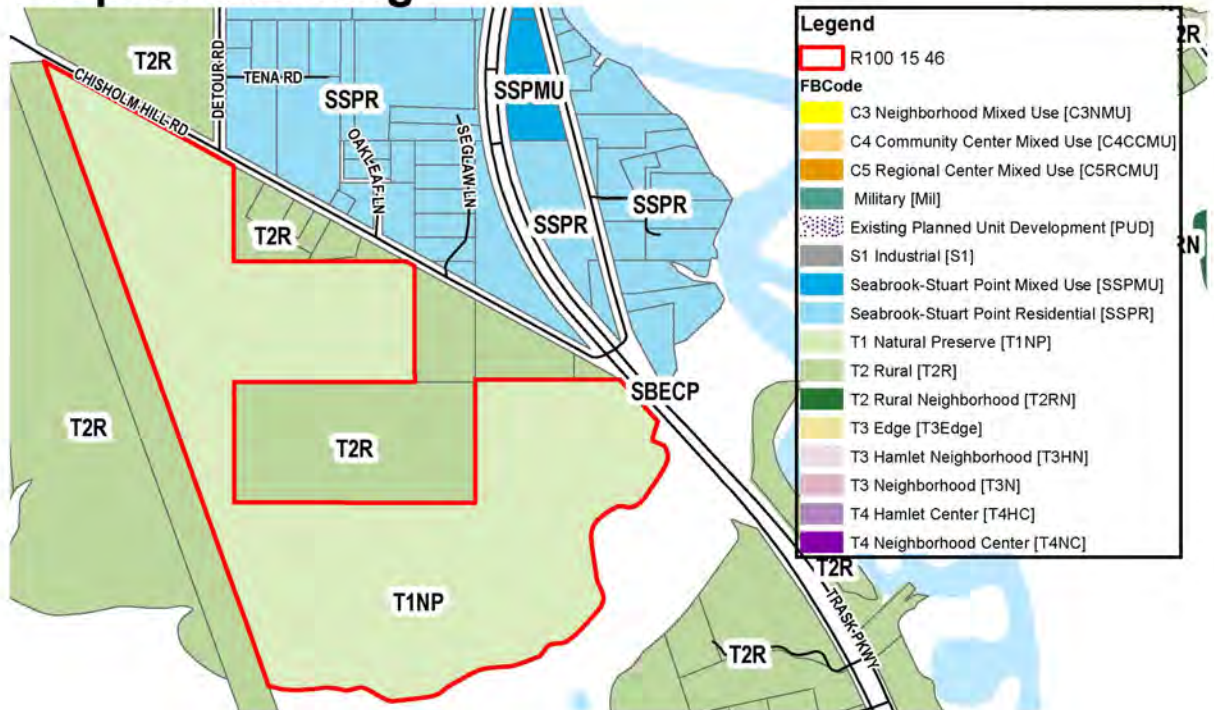 T2R
CHISHOLM HILL RD
DETOUR RD
TENA RD
SSPR
OAKLEAF LN
SEGLAW LN
SSPMU
SSPR
SSPR
T2R
T2R
T2R
SBECP
T1NP
T2R
T2R
TRASK PKWY
2R
RN
Legend
R100 15 46
FBCode
C3 Neighborhood Mixed Use [C3NMU]
C4 Community Center Mixed Use [C4CCMU]
C5 Regional Center Mixed Use [C5RCMU]
Military [Mil]
Existing Planned Unit Development [PUD]
S1 Industrial [S1]
Seabrook-Stuart Point Mixed Use [SSPMU]
Seabrook-Stuart Point Residential [SSPR]
T1 Natural Preserve [T1NP]
T2 Rural [T2R]
T2 Rural Neighborhood [T2RN]
T3 Edge [T3Edge]
T3 Hamlet Neighborhood [T3HN]
T3 Neighborhood [T3N]
T4 Hamlet Center [T4HC]
T4 Neighborhood Center [T4NC]